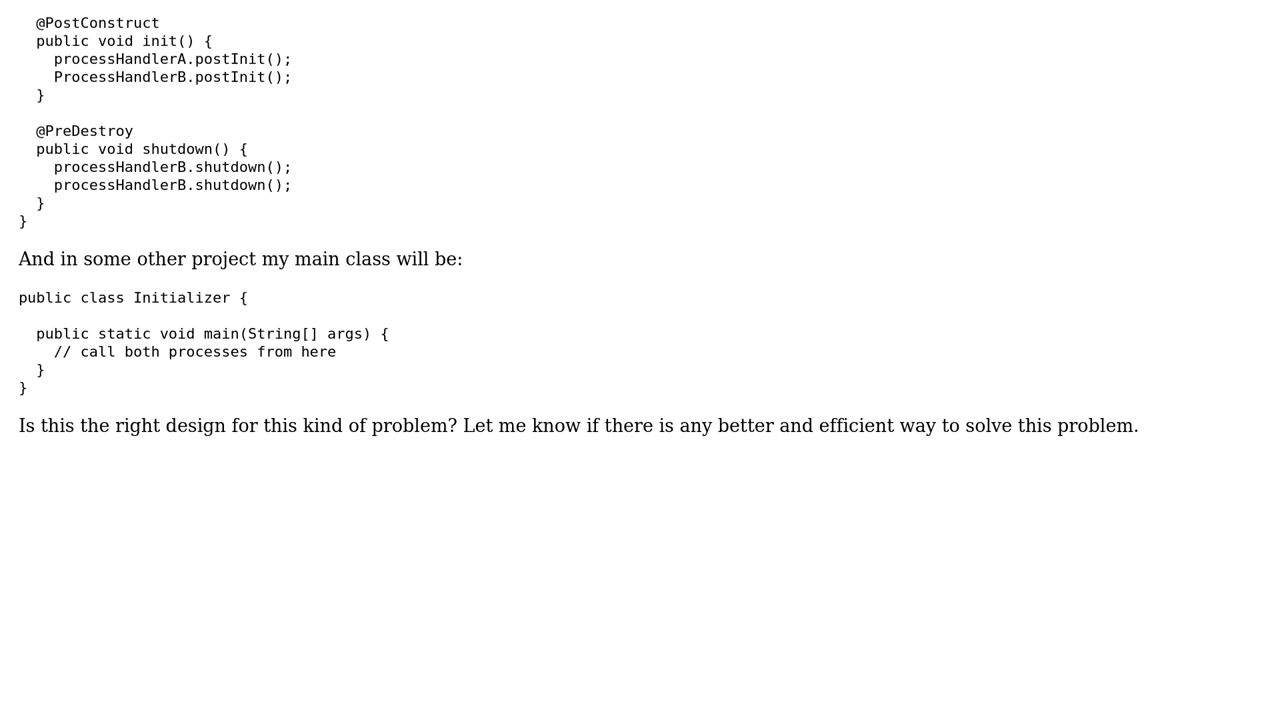 @PostConstruct
  public void init() {
    processHandlerA.postInit();
    ProcessHandlerB.postInit();
  }

  @PreDestroy
  public void shutdown() {
    processHandlerB.shutdown();
    processHandlerB.shutdown();
  }
}
And in some other project my main class will be:
public class Initializer {

  public static void main(String[] args) {
    // call both processes from here
  }
}
Is this the right design for this kind of problem? Let me know if there is any better and efficient way to solve this problem.